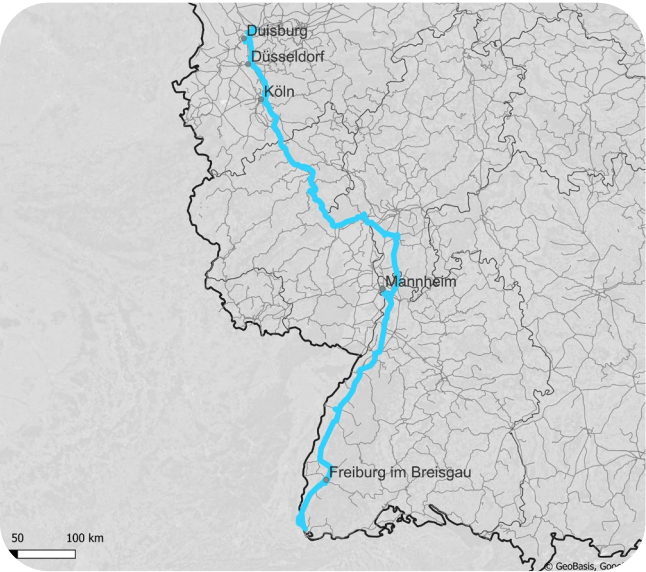 Duisburg
Düsseldorf
Köln
Mannheim
Freiburg im Breisgau
50 100 km
© GeoBasis,